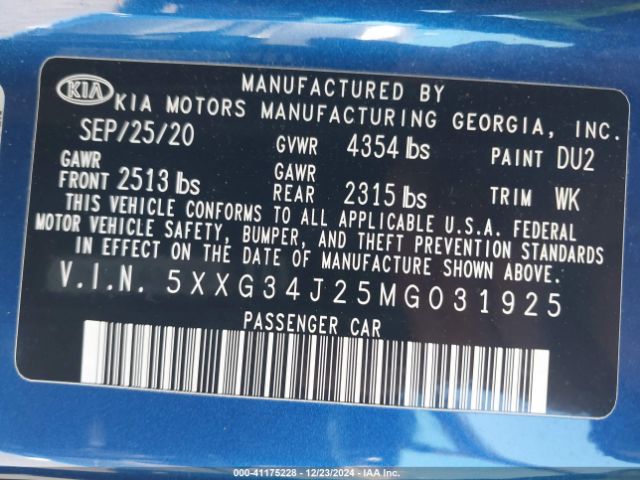 KIA
MANUFACTURED BY
KIA MOTORS MANUFACTURING GEORGIA, INC.
SEP/25/20 GVWR 4354 lbs PAINT DU2
GAWR FRONT 2513 lbs GAWR REAR 2315 lbs TRIM WK
THIS VEHICLE CONFORMS TO ALL APPLICABLE U.S.A. FEDERAL
MOTOR VEHICLE SAFETY, BUMPER, AND THEFT PREVENTION STANDARDS
IN EFFECT ON THE DATE OF MANUFACTURE SHOWN ABOVE.
V.I.N. 5XXG34J25MG031925
PASSENGER CAR
000-41175228 - 12/23/2024 - IAA Inc.